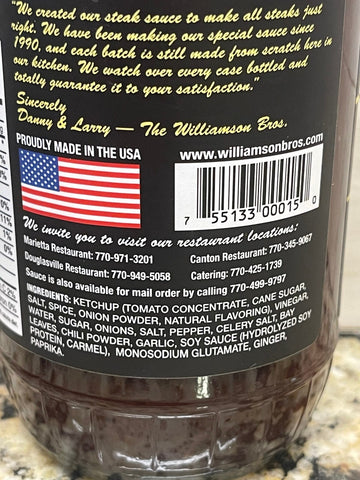 "We created our steak sauce to make all steaks just
right. We have been making our special sauce since
1990, and each batch is still made from scratch here in
our kitchen. We watch over every case bottled and
totally guarantee it to your satisfaction."
Sincerely
Danny & Larry — The Williamson Bros.
PROUDLY MADE IN THE USA
www.williamsonbros.com
7 55133 00015 0
We invite you to visit our restaurant locations:
Marietta Restaurant: 770-971-3201
Canton Restaurant: 770-345-9067
Douglasville Restaurant: 770-949-5058
Catering: 770-425-1739
Sauce is also available for mail order by calling 770-499-9797
INGREDIENTS: KETCHUP (TOMATO CONCENTRATE, CANE SUGAR,
SALT, SPICE, ONION POWDER, NATURAL FLAVORING), VINEGAR,
WATER, SUGAR, ONIONS, SALT, PEPPER, CELERY SALT, BAY
LEAVES, CHILI POWDER, GARLIC, SOY SAUCE (HYDROLYZED SOY
PROTEIN, CARMEL), MONOSODIUM GLUTAMATE, GINGER,
PAPRIKA.